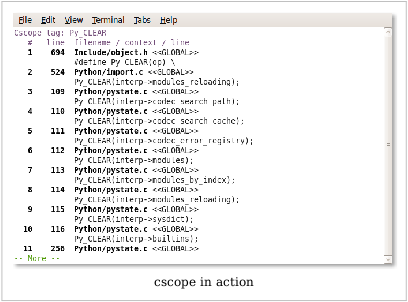 File Edit View Terminal Tabs Help
Cscope tag: Py_CLEAR
# line filename / context / line
1 694 Include/object.h <<GLOBAL>>
#define Py_CLEAR(op) \
2 524 Python/import.c <<GLOBAL>>
Py_CLEAR(interp->modules_reloading);
3 109 Python/pystate.c <<GLOBAL>>
Py_CLEAR(interp->codec_search_path);
4 110 Python/pystate.c <<GLOBAL>>
Py_CLEAR(interp->codec_search_cache);
5 111 Python/pystate.c <<GLOBAL>>
Py_CLEAR(interp->codec_error_registry);
6 112 Python/pystate.c <<GLOBAL>>
Py_CLEAR(interp->modules);
7 113 Python/pystate.c <<GLOBAL>>
Py_CLEAR(interp->modules_by_index);
8 114 Python/pystate.c <<GLOBAL>>
Py_CLEAR(interp->modules_reloading);
9 115 Python/pystate.c <<GLOBAL>>
Py_CLEAR(interp->sysdict);
10 116 Python/pystate.c <<GLOBAL>>
Py_CLEAR(interp->builtins);
11 256 Python/pystate.c <<GLOBAL>>
-- More --
cscope in action